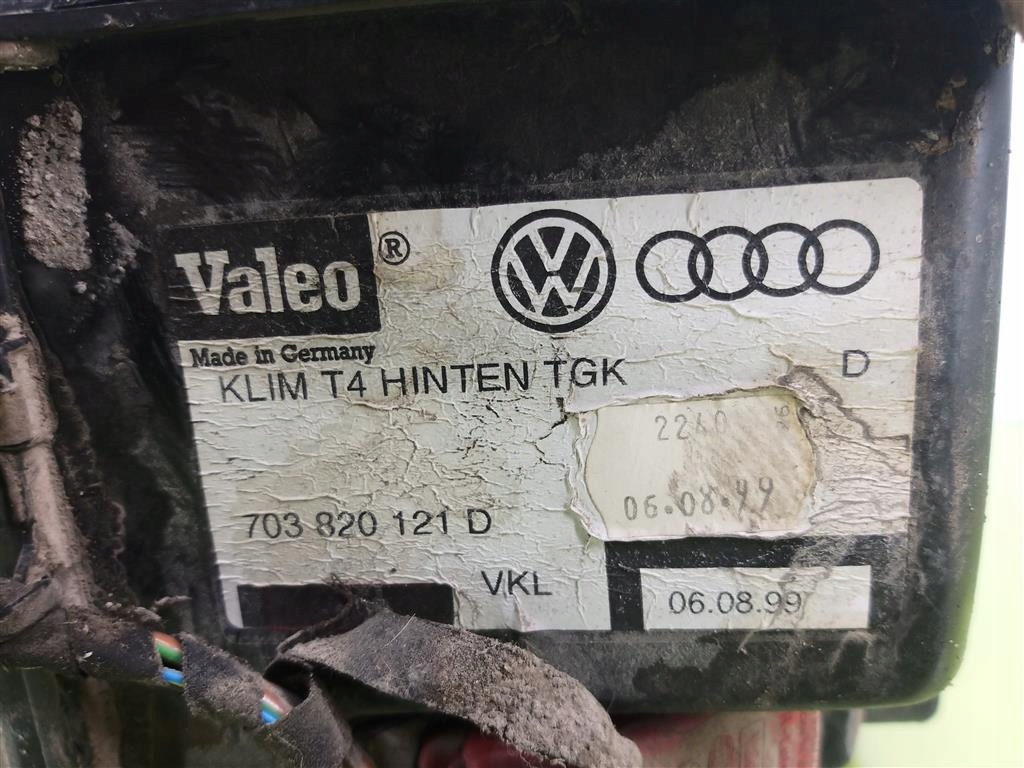 Valeo®
Made in Germany
KLIM T4 HINTEN TGK D
2240
06.08.99
703 820 121 D
VKL
06.08.99